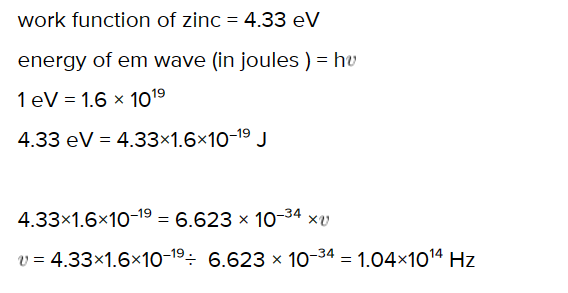 work function of zinc = 4.33 eV
energy of em wave (in joules ) = h𝜐
1 eV = 1.6 × 10¹⁹
4.33 eV = 4.33×1.6×10⁻¹⁹ J
4.33×1.6×10⁻¹⁹ = 6.623 × 10⁻³⁴ ×𝜐
𝜐 = 4.33×1.6×10⁻¹⁹÷ 6.623 × 10⁻³⁴ = 1.04×10¹⁴ Hz